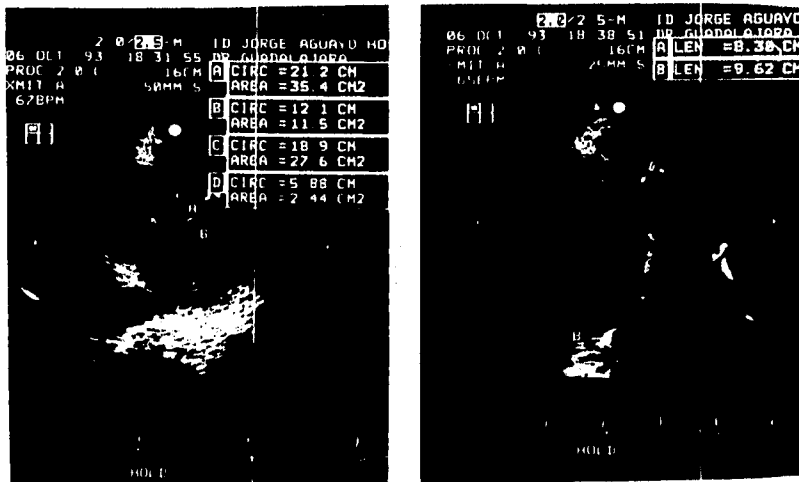 2 0/2.5-M ID JORGE AGUAYO HO
06 OCT 93 18 31 55 DR GUADALAJARA
PROC 2 0 C 16CM
XMIT A 50MM S
67BPM
A CIRC =21 2 CM
AREA =35.4 CM2
B CIRC =12 1 CM
AREA =11.5 CM2
C CIRC =18 9 CM
AREA =27 6 CM2
D CIRC =5 88 CM
AREA =2 44 CM2
A
B
HOLD
2.0/2 5-M ID JORGE AGUAYO
06 OCT 93 18 38 51 DR GUADALAJARA
PROC 2 0 C 16CM
XMIT A
65BPM
A LEN =8.30 CM
B LEN =9.62 CM
B
HOLD